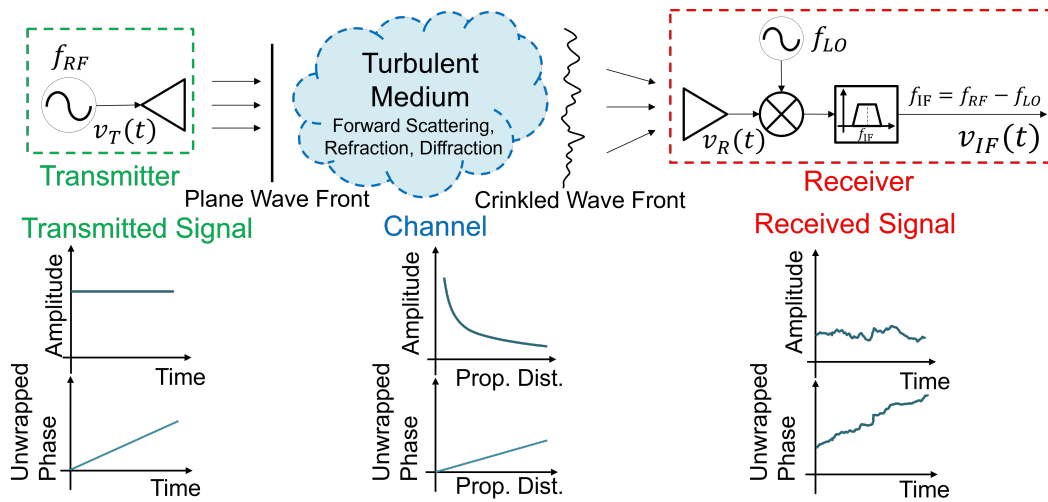 f_RF
v_T(t)
Transmitter
Plane Wave Front
Turbulent
Medium
Forward Scattering,
Refraction, Diffraction
Crinkled Wave Front
f_LO
v_R(t)
f_IF
f_IF = f_RF − f_LO
v_IF(t)
Receiver
Transmitted Signal
Amplitude
Time
Unwrapped
Phase
Time
Channel
Amplitude
Prop. Dist.
Unwrapped
Phase
Prop. Dist.
Received Signal
Amplitude
Time
Unwrapped
Phase
Time